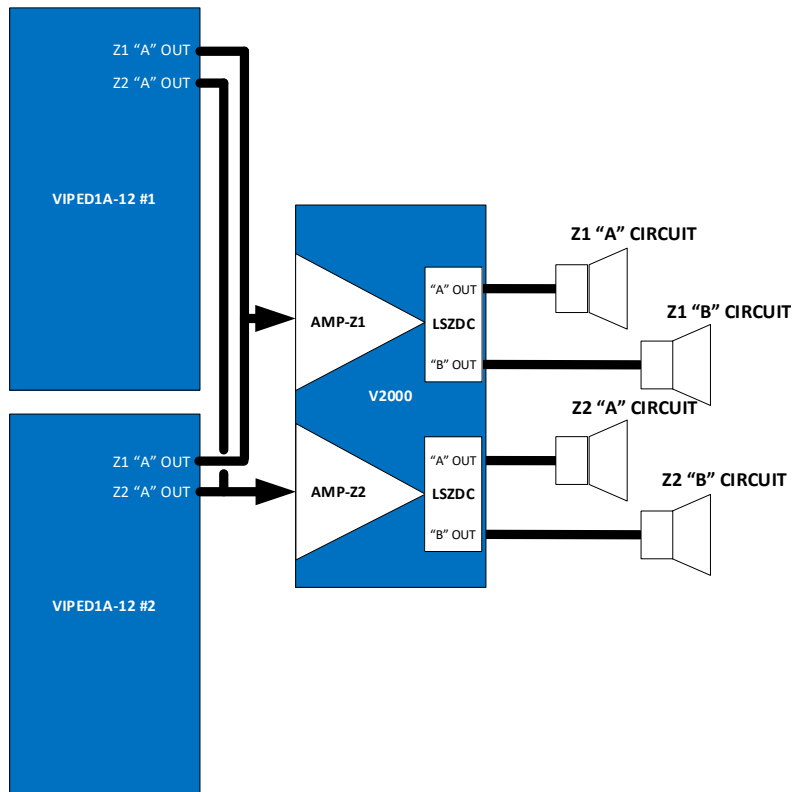 Z1 “A” OUT
Z2 “A” OUT
VIPED1A-12 #1
Z1 “A” OUT
Z2 “A” OUT
VIPED1A-12 #2
AMP-Z1
“A” OUT
LSZDC
“B” OUT
V2000
AMP-Z2
“A” OUT
LSZDC
“B” OUT
Z1 “A” CIRCUIT
Z1 “B” CIRCUIT
Z2 “A” CIRCUIT
Z2 “B” CIRCUIT